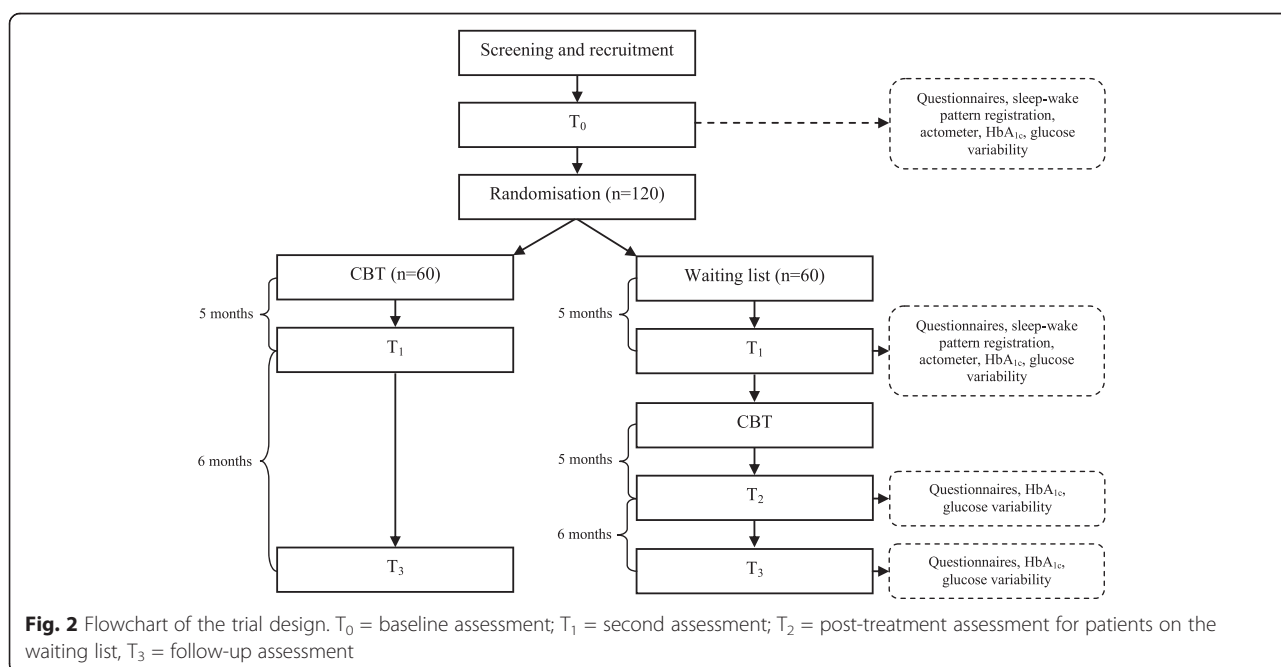 Screening and recruitment
T₀
Questionnaires, sleep-wake
pattern registration,
actometer, HbA₁c, glucose
variability
Randomisation (n=120)
CBT (n=60)
Waiting list (n=60)
5 months
5 months
T₁
T₁
Questionnaires, sleep-wake
pattern registration,
actometer, HbA₁c, glucose
variability
CBT
6 months
5 months
T₂
Questionnaires, HbA₁c,
glucose variability
6 months
T₃
T₃
Questionnaires, HbA₁c,
glucose variability
Fig. 2 Flowchart of the trial design. T₀ = baseline assessment; T₁ = second assessment; T₂ = post-treatment assessment for patients on the
waiting list, T₃ = follow-up assessment